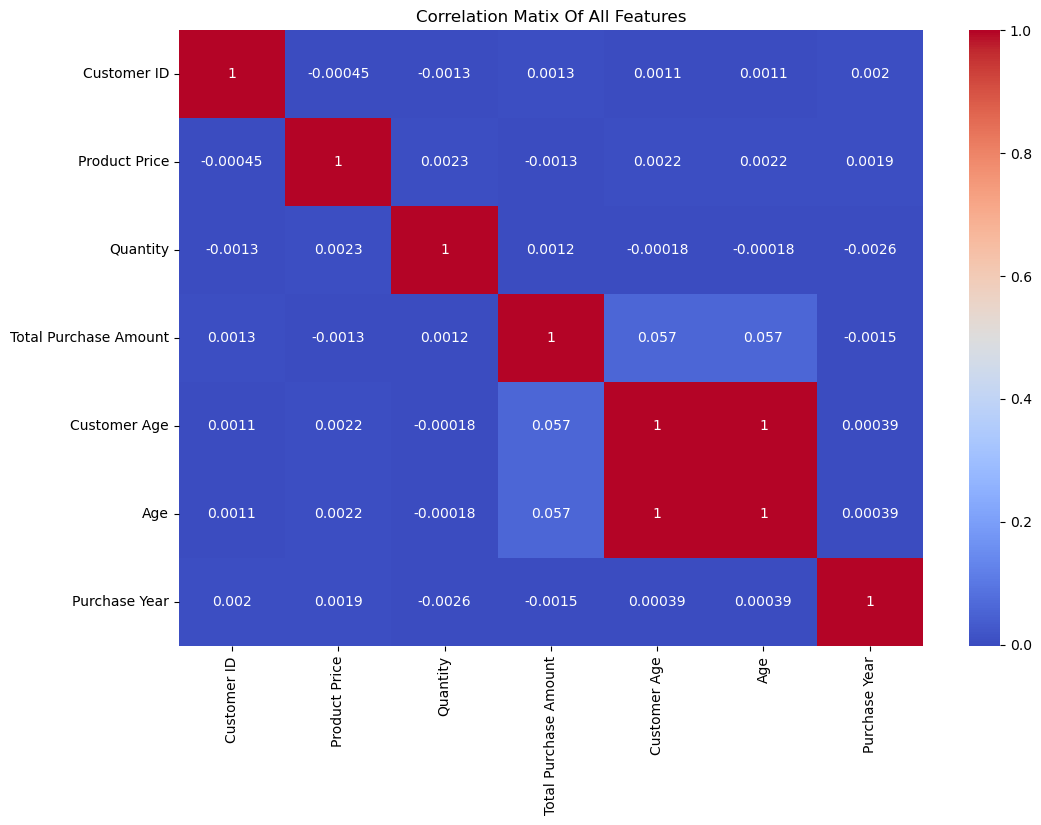 Correlation Matix Of All Features
Customer ID 1 -0.00045 -0.0013 0.0013 0.0011 0.0011 0.002
Product Price -0.00045 1 0.0023 -0.0013 0.0022 0.0022 0.0019
Quantity -0.0013 0.0023 1 0.0012 -0.00018 -0.00018 -0.0026
Total Purchase Amount 0.0013 -0.0013 0.0012 1 0.057 0.057 -0.0015
Customer Age 0.0011 0.0022 -0.00018 0.057 1 1 0.00039
Age 0.0011 0.0022 -0.00018 0.057 1 1 0.00039
Purchase Year 0.002 0.0019 -0.0026 -0.0015 0.00039 0.00039 1
Customer ID
Product Price
Quantity
Total Purchase Amount
Customer Age
Age
Purchase Year
1.0
0.8
0.6
0.4
0.2
0.0